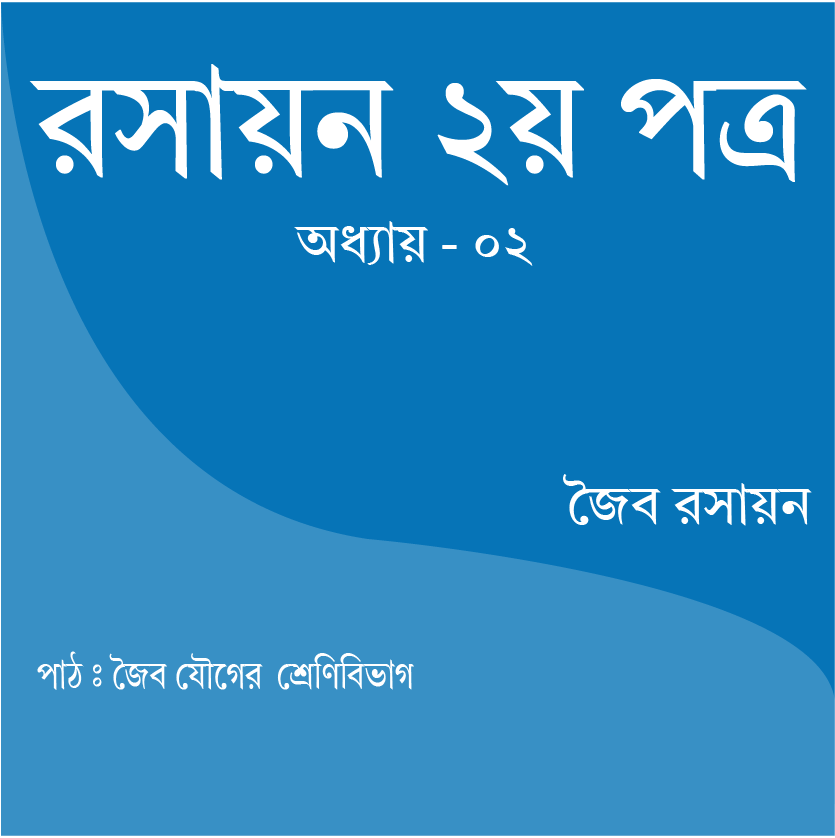 রসায়ন ২য় পত্র
অধ্যায় - ০২
জৈব রসায়ন
পাঠ ঃ জৈব যৌগের শ্রেণিবিভাগ